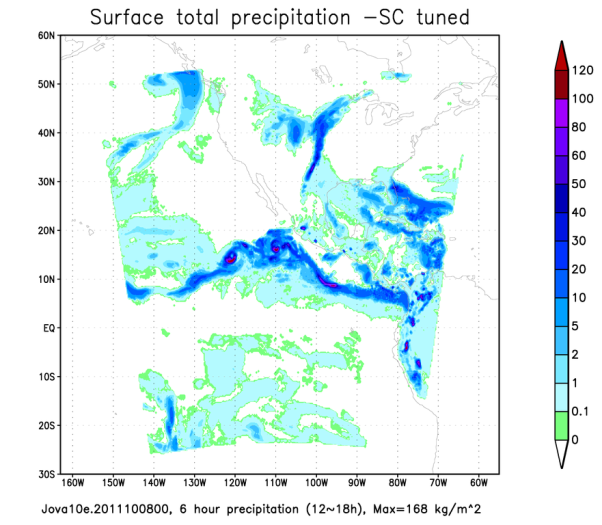 Surface total precipitation −SC tuned
60N
50N
40N
30N
20N
10N
EQ
10S
20S
30S
160W 150W 140W 130W 120W 110W 100W 90W 80W 70W 60W
120
100
80
60
50
40
30
20
10
5
2
1
0.1
0
Jova10e.2011100800, 6 hour precipitation (12~18h), Max=168 kg/m^2